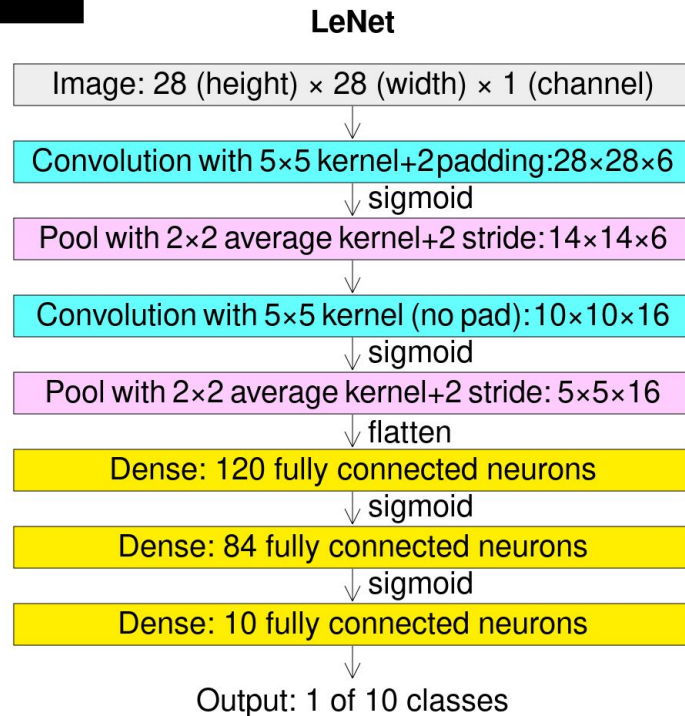 LeNet
Image: 28 (height) × 28 (width) × 1 (channel)
Convolution with 5×5 kernel+2padding:28×28×6
sigmoid
Pool with 2×2 average kernel+2 stride:14×14×6
Convolution with 5×5 kernel (no pad):10×10×16
sigmoid
Pool with 2×2 average kernel+2 stride: 5×5×16
flatten
Dense: 120 fully connected neurons
sigmoid
Dense: 84 fully connected neurons
sigmoid
Dense: 10 fully connected neurons
Output: 1 of 10 classes